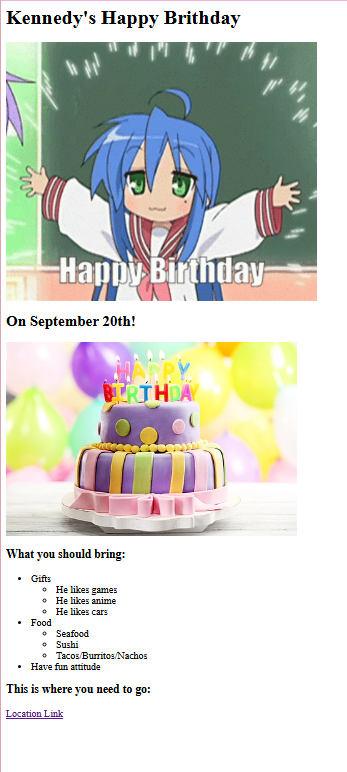 Kennedy's Happy Brithday
Happy Birthday
On September 20th!
HAPPY
BIRTHDAY
What you should bring:
Gifts
He likes games
He likes anime
He likes cars
Food
Seafood
Sushi
Tacos/Burritos/Nachos
Have fun attitude
This is where you need to go:
Location Link